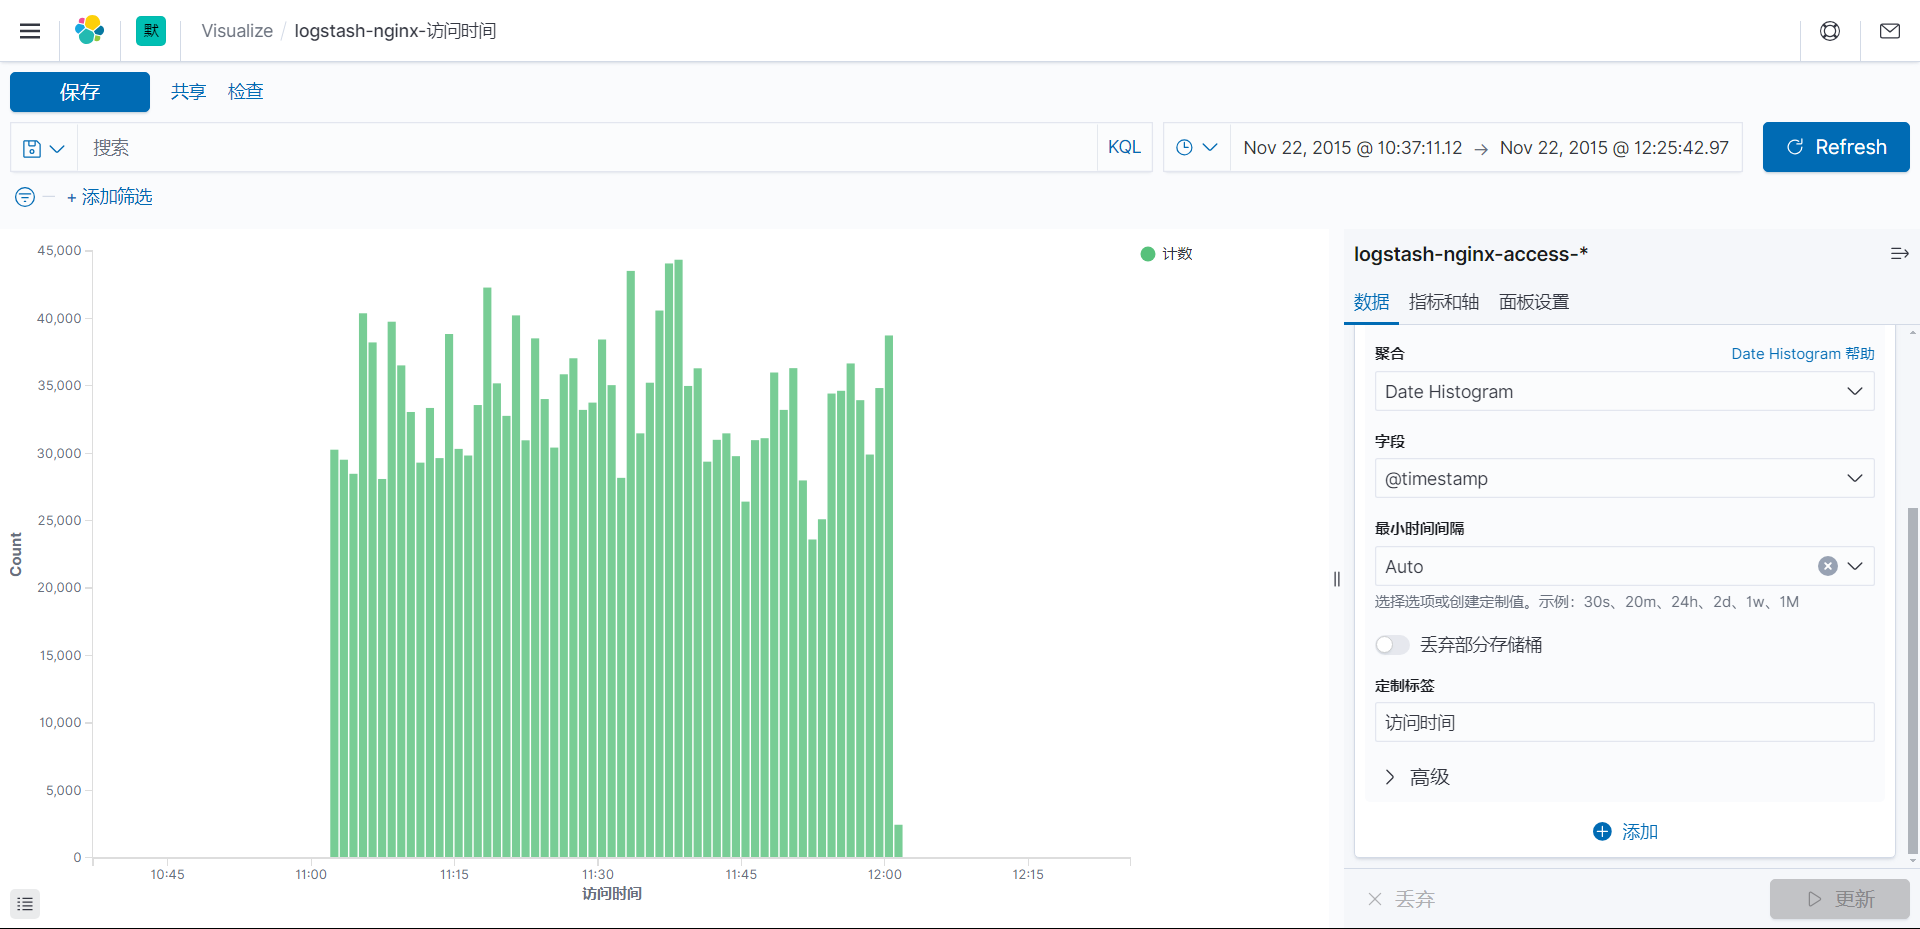 默 Visualize / logstash-nginx-访问时间
保存 共享 检查
搜索 KQL Nov 22, 2015 @ 10:37:11.12 → Nov 22, 2015 @ 12:25:42.97 Refresh
+ 添加筛选
计数
45,000
40,000
35,000
30,000
25,000
20,000
15,000
10,000
5,000
0
Count
10:45 11:00 11:15 11:30 11:45 12:00 12:15
访问时间
logstash-nginx-access-*
数据 指标和轴 面板设置
聚合 Date Histogram 帮助
Date Histogram
字段
@timestamp
最小时间间隔
Auto
选择选项或创建定制值。示例：30s、20m、24h、2d、1w、1M
丢弃部分存储桶
定制标签
访问时间
高级
添加
丢弃 更新